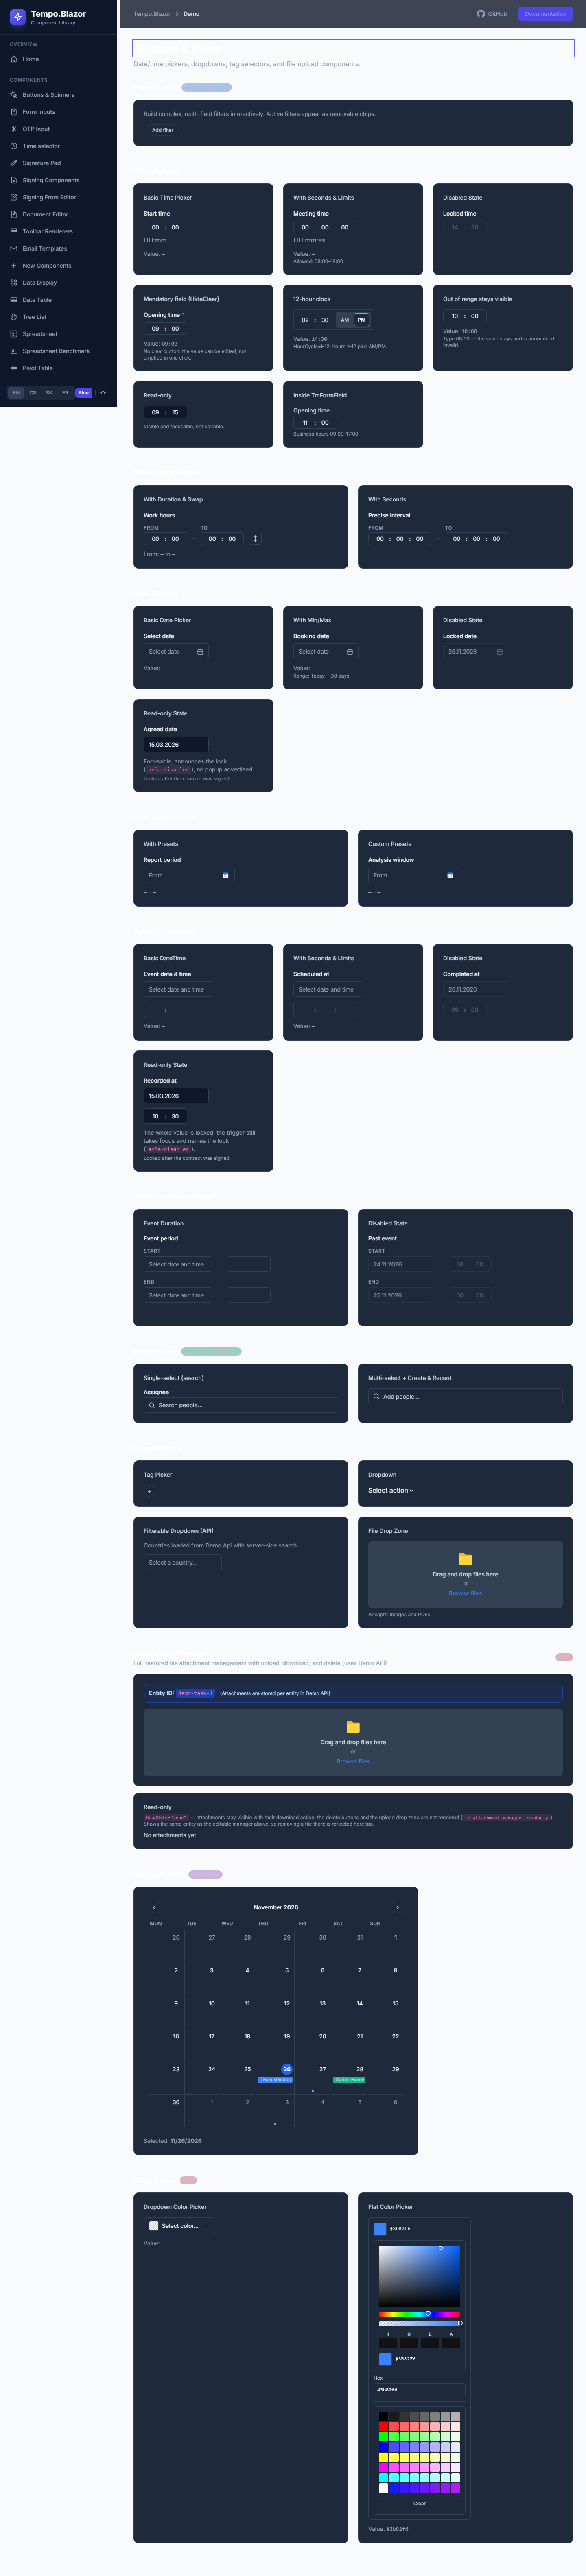 Tempo.Blazor
Component Library
OVERVIEW
Home
COMPONENTS
Buttons & Spinners
Form Inputs
OTP Input
Time selector
Signature Pad
Signing Components
Signing From Editor
Document Editor
Toolbar Renderers
Email Templates
New Components
Data Display
Data Table
Tree List
Spreadsheet
Spreadsheet Benchmark
Pivot Table
EN CS SK FR Blue
Tempo.Blazor > Demo
GitHub
Documentation
Date/time pickers, dropdowns, tag selectors, and file upload components.
Build complex, multi-field filters interactively. Active filters appear as removable chips.
Add filter
Basic Time Picker
Start time
00 : 00
HH:mm
Value: –
With Seconds & Limits
Meeting time
00 : 00 : 00
HH:mm:ss
Value: –
Allowed: 08:00–18:00
Disabled State
Locked time
14 : 30
Mandatory field (HideClear)
Opening time *
09 : 00
Value: 09:00
No clear button: the value can be edited, not
emptied in one click.
12-hour clock
02 : 30 AM PM
Value: 14:30
HourCycle=H12: hours 1–12 plus AM/PM.
Out of range stays visible
10 : 00
Value: 10:00
Type 08:00 — the value stays and is announced
invalid.
Read-only
09 : 15
Visible and focusable, not editable.
Inside TmFormField
Opening time
11 : 00
Business hours 09:00–17:00.
With Duration & Swap
Work hours
FROM TO
00 : 00 – 00 : 00
From: – to –
With Seconds
Precise interval
FROM TO
00 : 00 : 00 – 00 : 00 : 00
Basic Date Picker
Select date
Select date
Value: –
With Min/Max
Booking date
Select date
Value: –
Range: Today + 30 days
Disabled State
Locked date
26.11.2026
Read-only State
Agreed date
15.03.2026
Focusable, announces the lock
(aria-disabled), no popup advertised.
Locked after the contract was signed.
With Presets
Report period
From
– – –
Custom Presets
Analysis window
From
– – –
Basic DateTime
Event date & time
Select date and time
:
Value: –
With Seconds & Limits
Scheduled at
Select date and time
: :
Value: –
Disabled State
Completed at
26.11.2026
09 : 00
Read-only State
Recorded at
15.03.2026
10 : 30
The whole value is locked; the trigger still
takes focus and names the lock
(aria-disabled).
Locked after the contract was signed.
Event Duration
Event period
START
Select date and time : –
END
Select date and time :
– – –
Disabled State
Past event
START
24.11.2026 00 : 00 –
END
25.11.2026 00 : 00
Single-select (search)
Assignee
Search people...
Multi-select + Create & Recent
Add people...
Tag Picker
+
Dropdown
Select action
Filterable Dropdown (API)
Countries loaded from Demo.Api with server-side search.
Select a country...
File Drop Zone
Drag and drop files here
or
Browse files
Accepts: Images and PDFs
Full-featured file attachment management with upload, download, and delete (uses Demo API)
Entity ID: demo-task-1 (Attachments are stored per entity in Demo API)
Drag and drop files here
or
Browse files
Read-only
ReadOnly="true" — attachments stay visible with their download action; the delete buttons and the upload drop zone are not rendered (tm-attachment-manager--readonly).
Shows the same entity as the editable manager above, so removing a file there is reflected here too.
No attachments yet
November 2026
MON TUE WED THU FRI SAT SUN
26 27 28 29 30 31 1
2 3 4 5 6 7 8
9 10 11 12 13 14 15
16 17 18 19 20 21 22
23 24 25 26 27 28 29
Team standup Sprint review
30 1 2 3 4 5 6
Selected: 11/26/2026
Dropdown Color Picker
Select color...
Value: –
Flat Color Picker
#3b82f6
R G B A
#3B82F6
Hex
#3b82f6
Clear
Value: #3b82f6